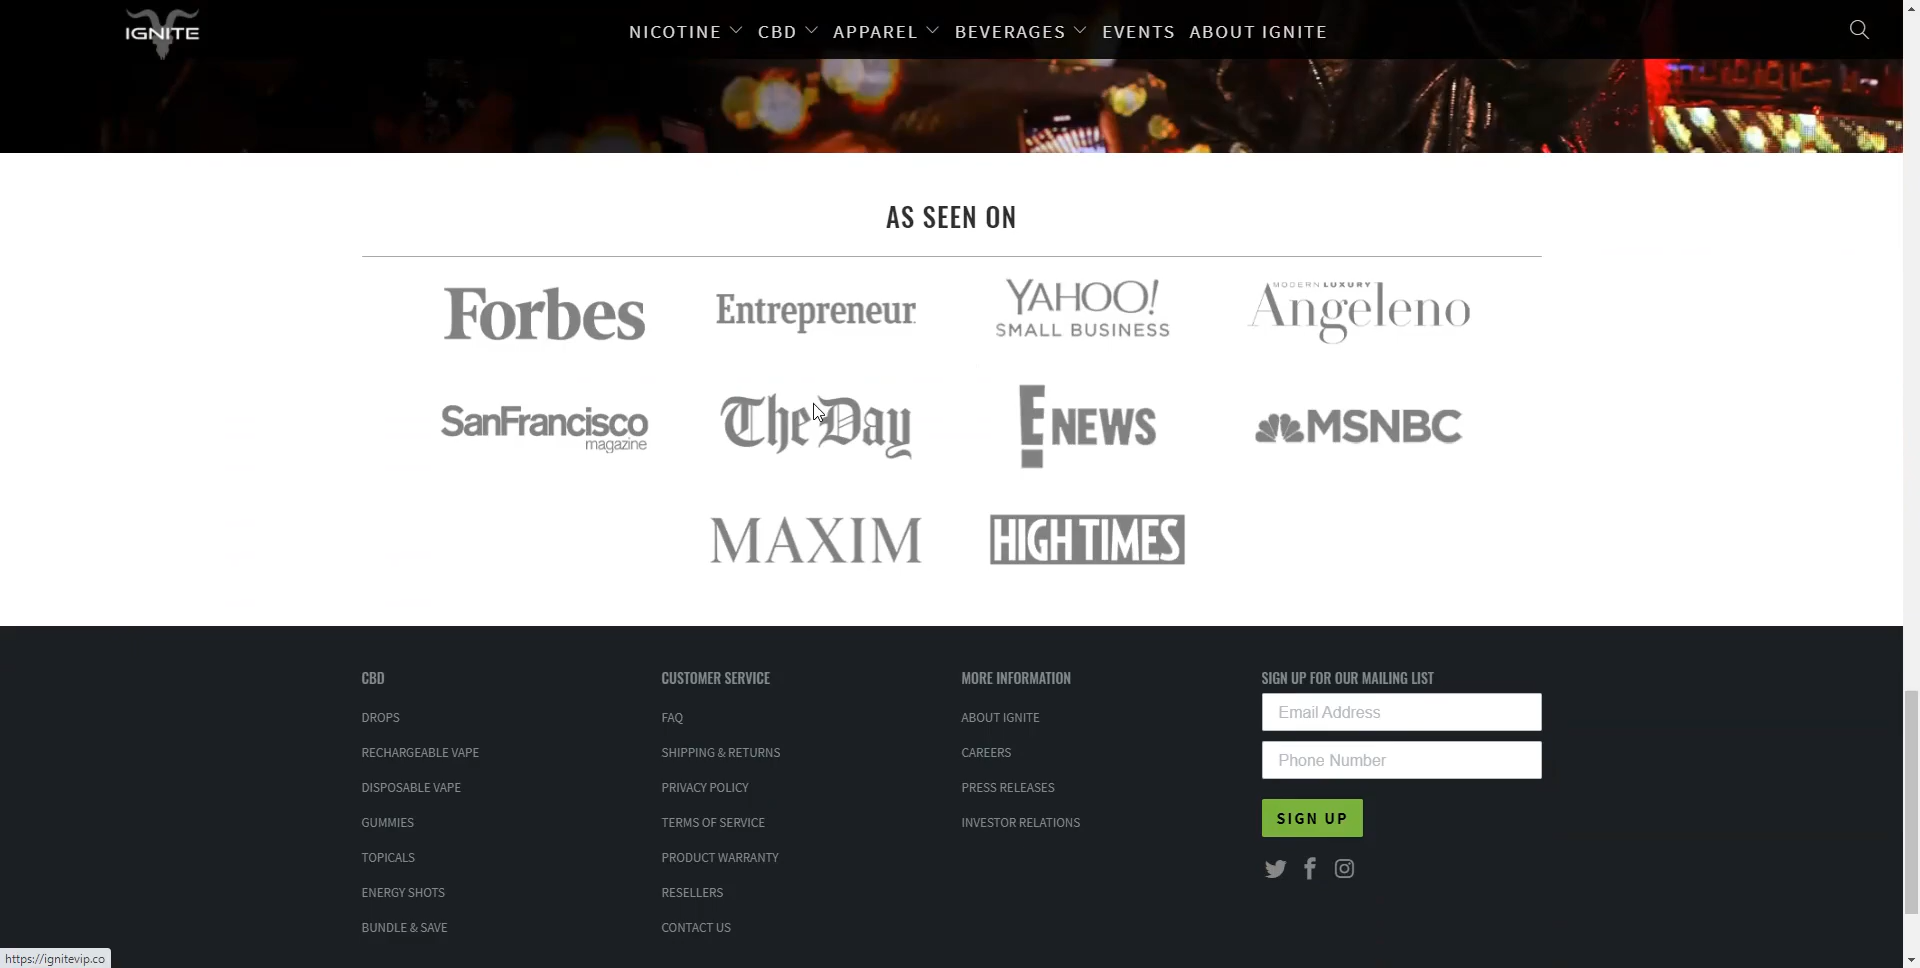 IGNITE
NICOTINE CBD APPAREL BEVERAGES EVENTS ABOUT IGNITE
AS SEEN ON
Forbes
Entrepreneur
YAHOO!
SMALL BUSINESS
MODERN LUXURY
Angeleno
SanFrancisco
magazine
The Day
E! NEWS
MSNBC
MAXIM
HIGH TIMES
CBD
DROPS
RECHARGEABLE VAPE
DISPOSABLE VAPE
GUMMIES
TOPICALS
ENERGY SHOTS
BUNDLE & SAVE
CUSTOMER SERVICE
FAQ
SHIPPING & RETURNS
PRIVACY POLICY
TERMS OF SERVICE
PRODUCT WARRANTY
RESELLERS
CONTACT US
MORE INFORMATION
ABOUT IGNITE
CAREERS
PRESS RELEASES
INVESTOR RELATIONS
SIGN UP FOR OUR MAILING LIST
Email Address
Phone Number
SIGN UP
https://ignitevip.co